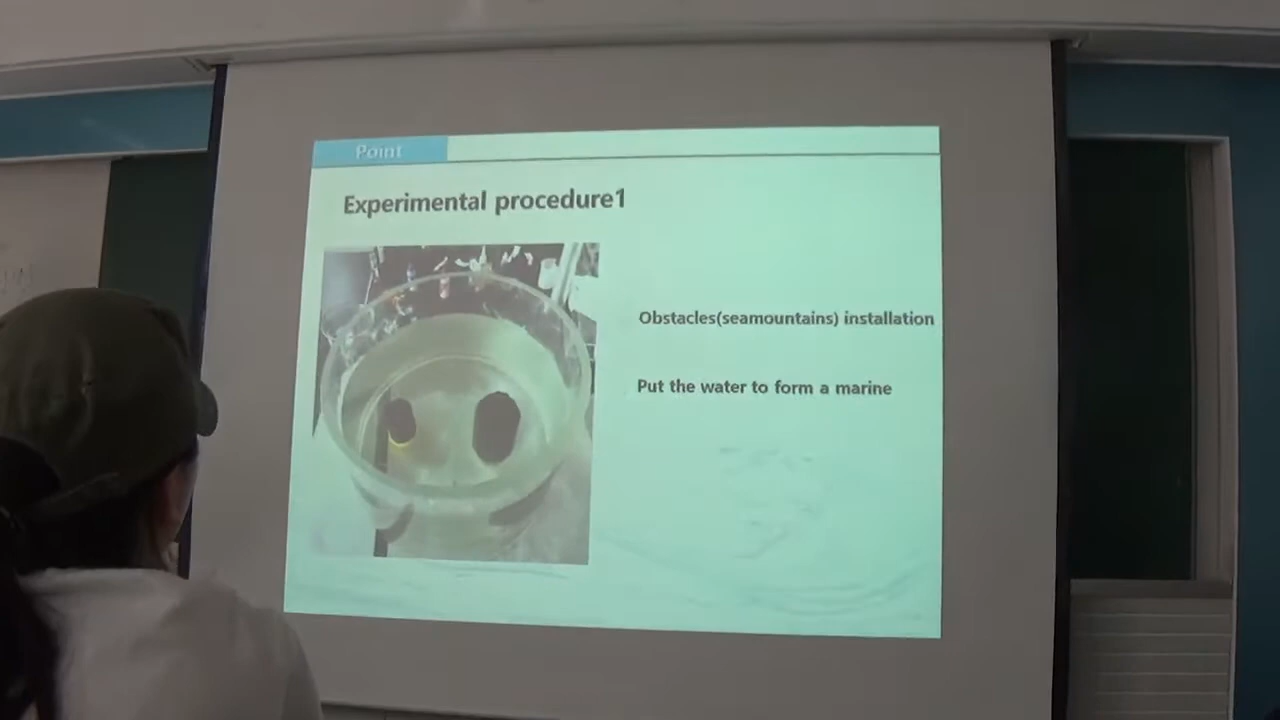 Point
Experimental procedure1
Obstacles(seamountains) installation
Put the water to form a marine